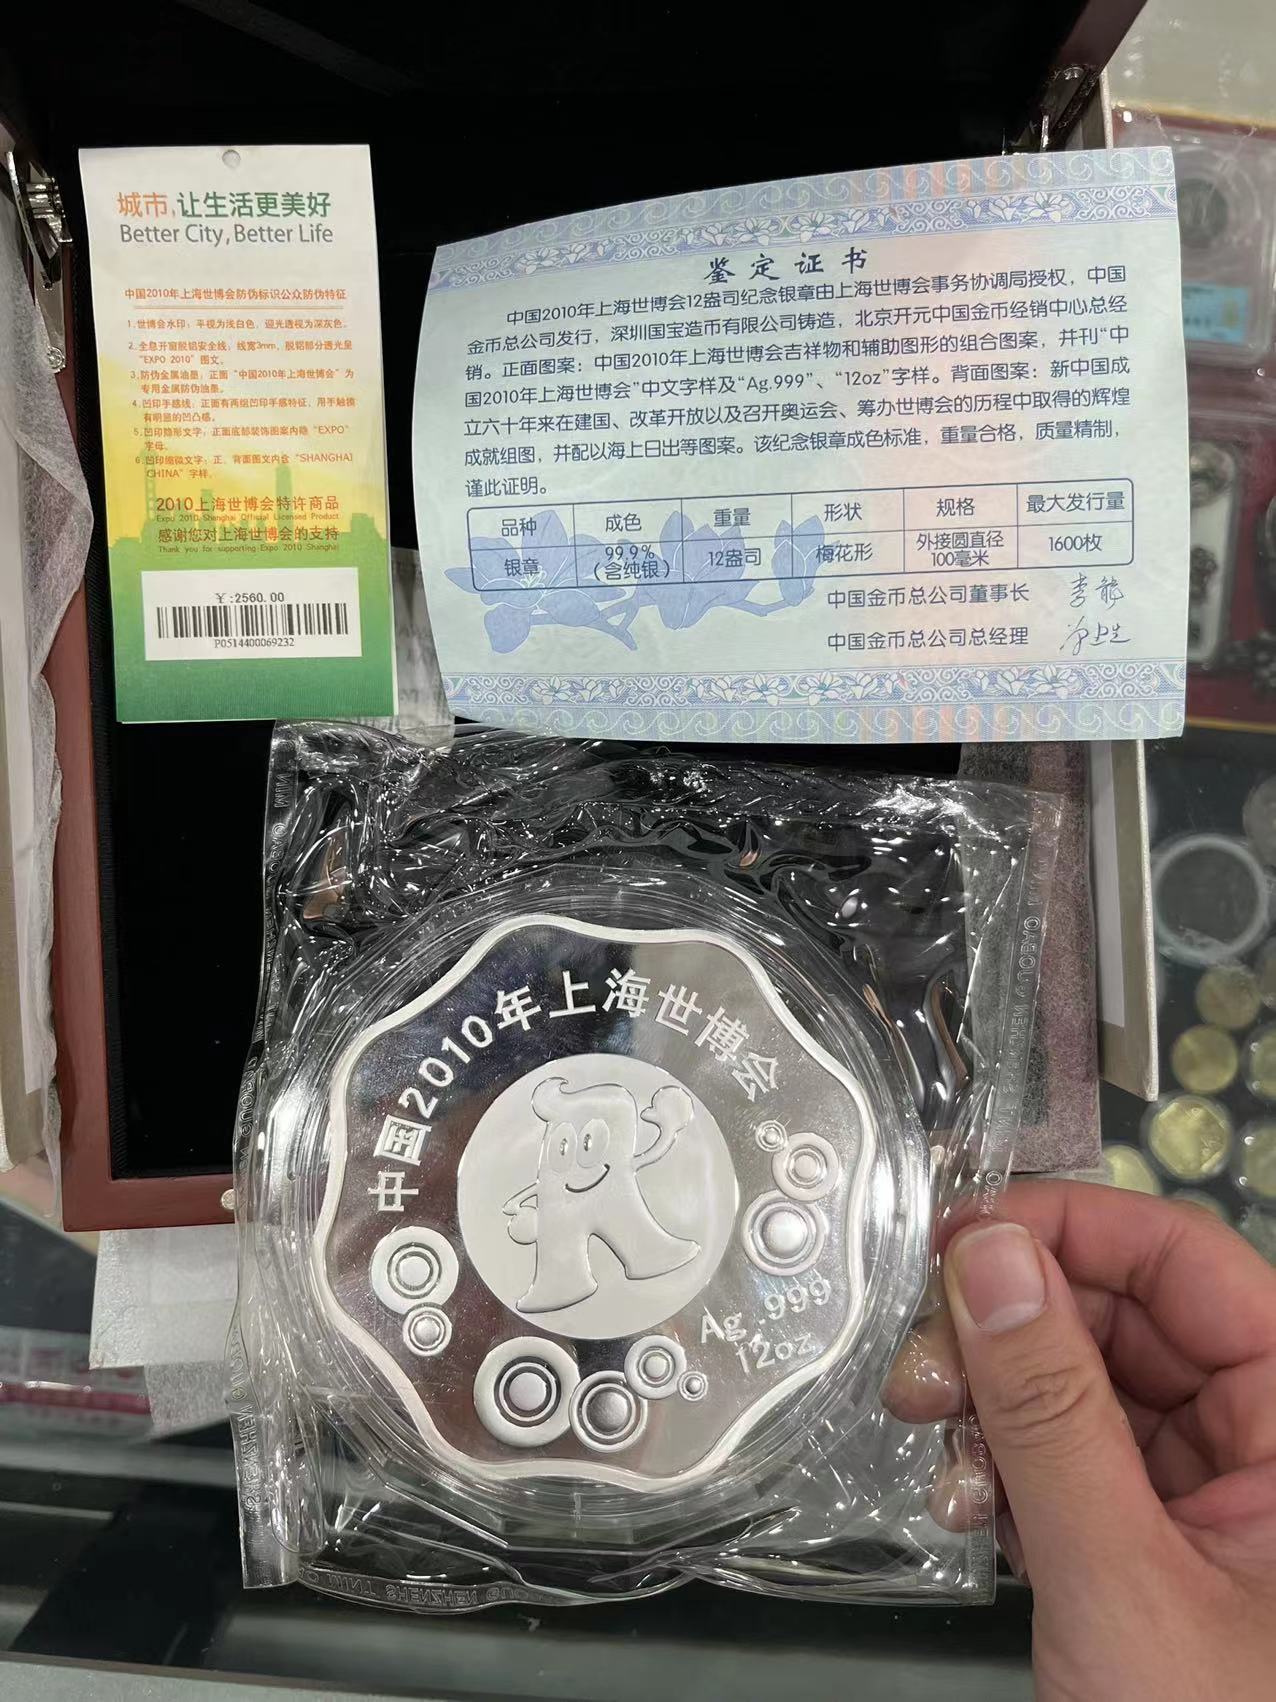 城市,让生活更美好
Better City, Better Life
中国2010年上海世博会防伪标识公众防伪特征
1.世博会水印：平视为浅白色，迎光透视为深灰色。
2.全息开窗脱铝安全线，线宽3mm，脱铝部分透光呈
"EXPO 2010"图文。
3.防伪金属油墨：正面"中国2010年上海世博会"为
专用金属防伪油墨。
4.凹印手感线：正面有两组凹印手感特征，用手触摸
有明显的凹凸感。
5.凹印隐形文字：正面底部装饰图案内隐"EXPO"
字母。
6.凹印缩微文字：正、背面图文内含"SHANGHAI
CHINA"字样。
2010上海世博会特许商品
Expo 2010 Shanghai Official Licensed Product
感谢您对上海世博会的支持
Thank you for supporting Expo 2010 Shanghai
￥:2560.00
P0514400069232
鉴定证书
中国2010年上海世博会12盎司纪念银章由上海世博会事务协调局授权，中国
金币总公司发行，深圳国宝造币有限公司铸造，北京开元中国金币经销中心总经
销。正面图案：中国2010年上海世博会吉祥物和辅助图形的组合图案，并刊"中
国2010年上海世博会"中文字样及"Ag.999"、"12oz"字样。背面图案：新中国成
立六十年来在建国、改革开放以及召开奥运会、筹办世博会的历程中取得的辉煌
成就组图，并配以海上日出等图案。该纪念银章成色标准，重量合格，质量精制，
谨此证明。
品种 成色 重量 形状 规格 最大发行量
银章 99.9%（含纯银） 12盎司 梅花形 外接圆直径100毫米 1600枚
中国金币总公司董事长
中国金币总公司总经理
中国2010年上海世博会
Ag.999
12oz